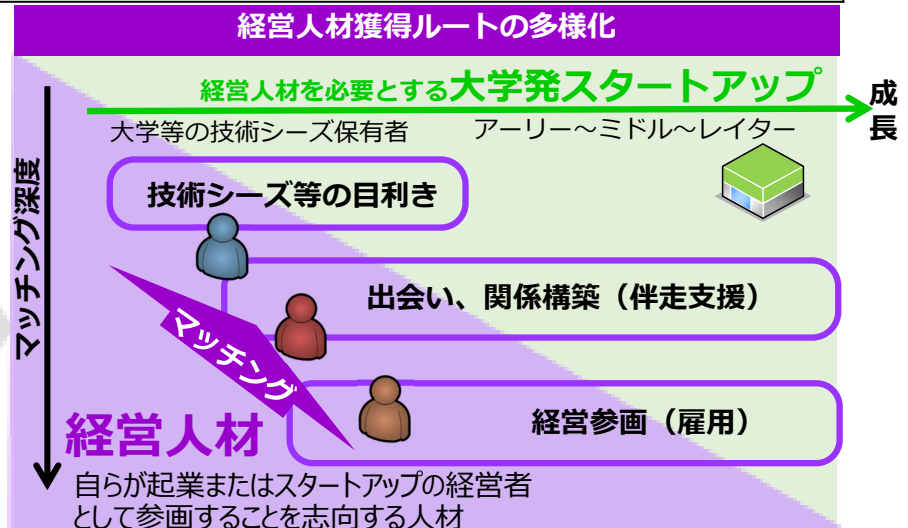 経営人材獲得ルートの多様化
経営人材を必要とする大学発スタートアップ
成長
大学等の技術シーズ保有者
アーリー～ミドル～レイター
マッチング深度
技術シーズ等の目利き
出会い、関係構築（伴走支援）
マッチング
経営参画（雇用）
経営人材
自らが起業またはスタートアップの経営者
として参画することを志向する人材